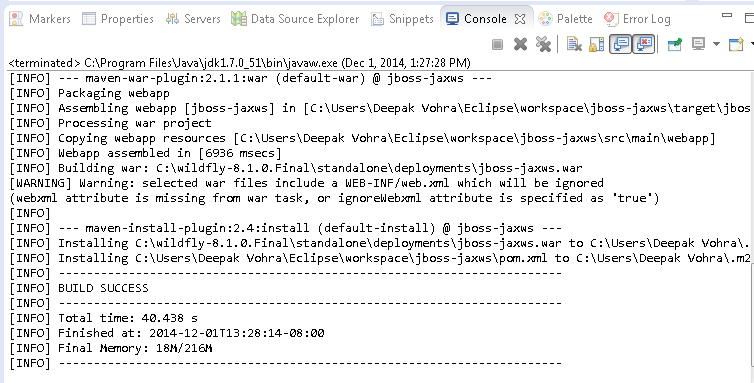 Markers Properties Servers Data Source Explorer Snippets Console Palette Error Log
<terminated> C:\Program Files\Java\jdk1.7.0_51\bin\javaw.exe (Dec 1, 2014, 1:27:28 PM)
[INFO] --- maven-war-plugin:2.1.1:war (default-war) @ jboss-jaxws ---
[INFO] Packaging webapp
[INFO] Assembling webapp [jboss-jaxws] in [C:\Users\Deepak Vohra\Eclipse\workspace\jboss-jaxws\target\jbos
[INFO] Processing war project
[INFO] Copying webapp resources [C:\Users\Deepak Vohra\Eclipse\workspace\jboss-jaxws\src\main\webapp]
[INFO] Webapp assembled in [6936 msecs]
[INFO] Building war: C:\wildfly-8.1.0.Final\standalone\deployments\jboss-jaxws.war
[WARNING] Warning: selected war files include a WEB-INF/web.xml which will be ignored
(webxml attribute is missing from war task, or ignoreWebxml attribute is specified as 'true')
[INFO]
[INFO] --- maven-install-plugin:2.4:install (default-install) @ jboss-jaxws ---
[INFO] Installing C:\wildfly-8.1.0.Final\standalone\deployments\jboss-jaxws.war to C:\Users\Deepak Vohra\.
[INFO] Installing C:\Users\Deepak Vohra\Eclipse\workspace\jboss-jaxws\pom.xml to C:\Users\Deepak Vohra\.m2
[INFO] ------------------------------------------------------------------------
[INFO] BUILD SUCCESS
[INFO] ------------------------------------------------------------------------
[INFO] Total time: 40.438 s
[INFO] Finished at: 2014-12-01T13:28:14-08:00
[INFO] Final Memory: 18M/216M
[INFO] ------------------------------------------------------------------------